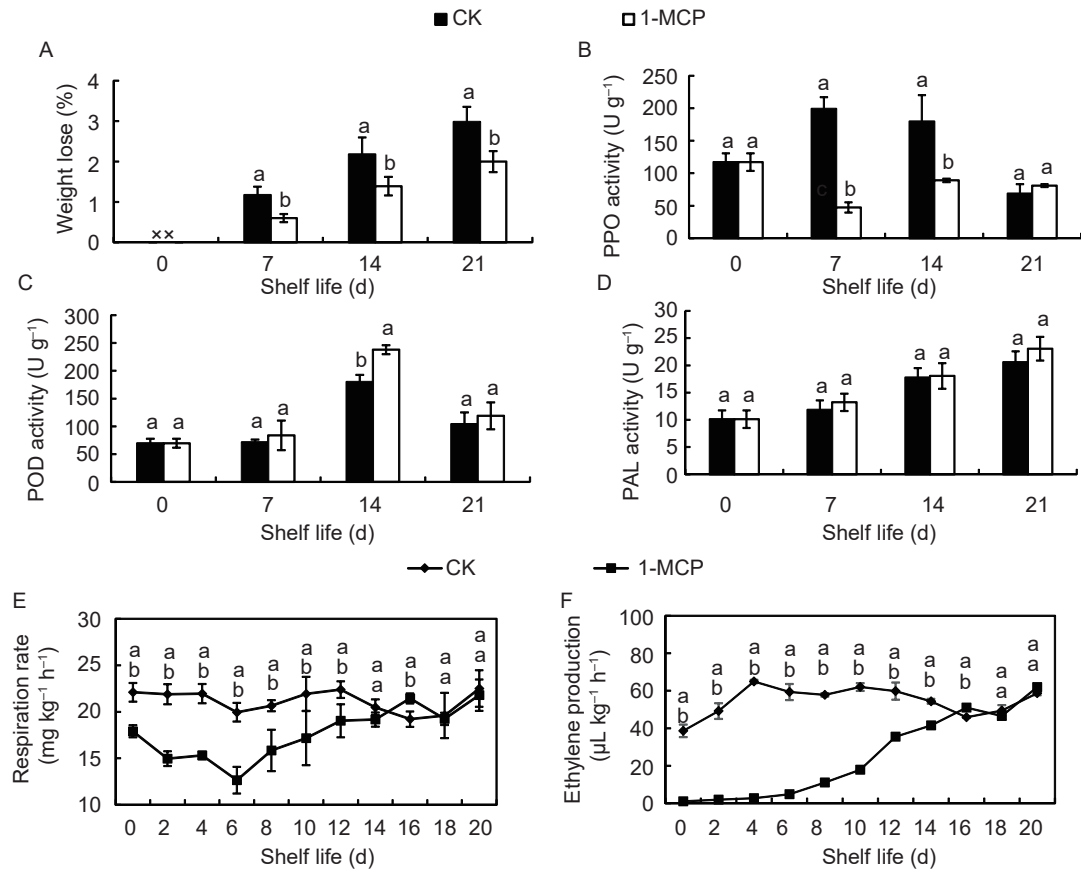 CK 1-MCP
A
Weight lose (%)
4
3
2
1
0
a
b
a
b
a
b
××
0 7 14 21
Shelf life (d)
B
PPO activity (U g⁻¹)
250
200
150
100
50
0
a a
a
c b
a
b
a a
0 7 14 21
Shelf life (d)
C
POD activity (U g⁻¹)
300
250
200
150
100
50
0
a a
a a
b a
a a
0 7 14 21
Shelf life (d)
D
PAL activity (U g⁻¹)
30
25
20
15
10
5
0
a a
a a
a a
a a
0 7 14 21
Shelf life (d)
CK 1-MCP
E
Respiration rate
(mg kg⁻¹ h⁻¹)
30
25
20
15
10
a a a a a a a a a a a
b b b b b b b a b a a
0 2 4 6 8 10 12 14 16 18 20
Shelf life (d)
F
Ethylene production
(µL kg⁻¹ h⁻¹)
100
80
60
40
20
0
a a a a a a a a a a a
b b b b b b b b b a a
0 2 4 6 8 10 12 14 16 18 20
Shelf life (d)